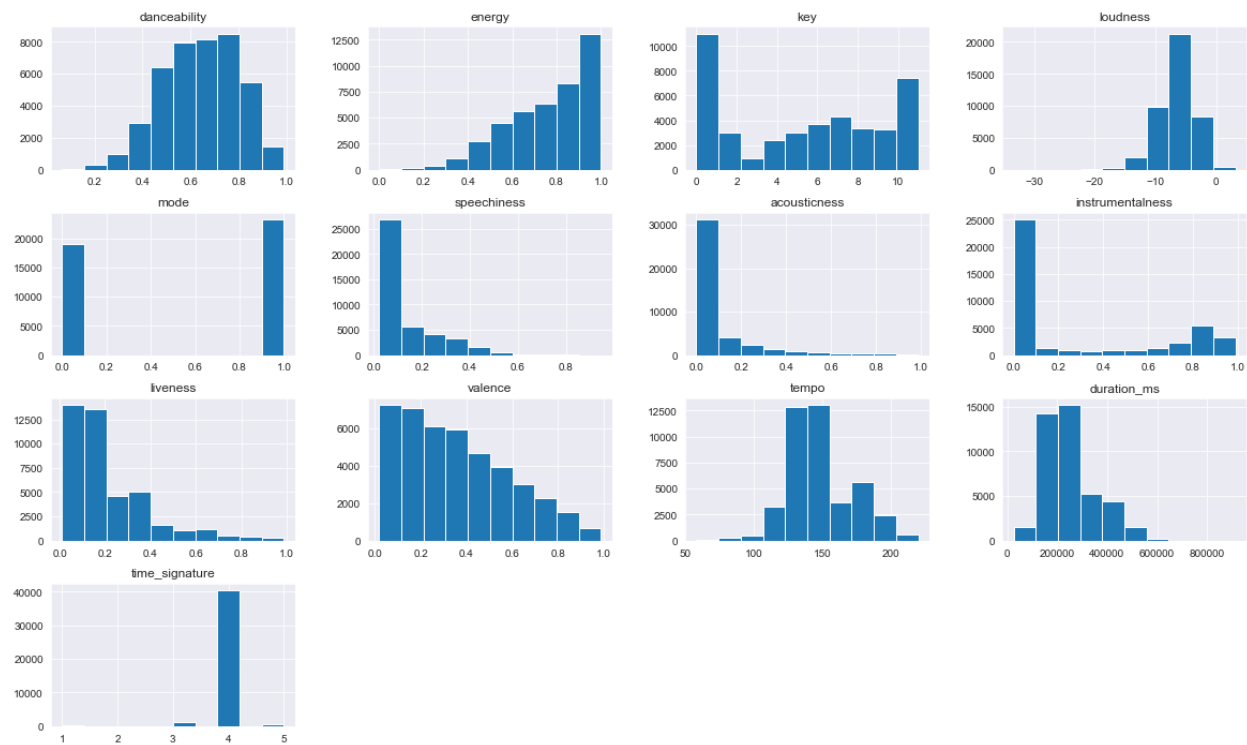 danceability energy key loudness
8000 12500 10000 20000
6000 10000 8000 15000
4000 7500 6000 10000
2000 5000 4000 5000
0 2500 2000 0
0 0
0.2 0.4 0.6 0.8 1.0 0.0 0.2 0.4 0.6 0.8 1.0 0 2 4 6 8 10 −30 −20 −10 0
mode speechiness acousticness instrumentalness
20000 25000 30000 25000
15000 20000 20000 20000
10000 15000 10000 15000
5000 10000 0 10000
0 5000 5000
0 0
0.0 0.2 0.4 0.6 0.8 1.0 0.0 0.2 0.4 0.6 0.8 0.0 0.2 0.4 0.6 0.8 1.0 0.0 0.2 0.4 0.6 0.8 1.0
liveness valence tempo duration_ms
12500 6000 12500 15000
10000 4000 10000 10000
7500 2000 7500 5000
5000 0 5000 0
2500 2500
0 0
0.0 0.2 0.4 0.6 0.8 1.0 0.0 0.2 0.4 0.6 0.8 1.0 50 100 150 200 0 200000 400000 600000 800000
time_signature
40000
30000
20000
10000
0
1 2 3 4 5